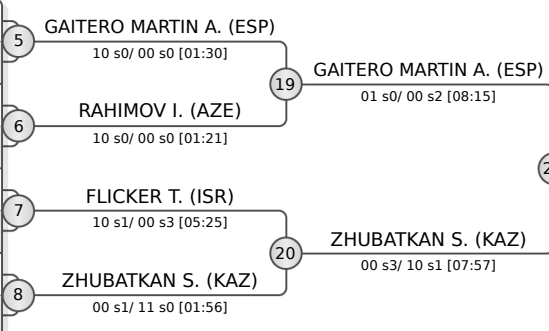 5
GAITERO MARTIN A. (ESP)
10 s0/ 00 s0 [01:30]
19
GAITERO MARTIN A. (ESP)
01 s0/ 00 s2 [08:15]
6
RAHIMOV I. (AZE)
10 s0/ 00 s0 [01:21]
7
FLICKER T. (ISR)
10 s1/ 00 s3 [05:25]
20
ZHUBATKAN S. (KAZ)
00 s3/ 10 s1 [07:57]
8
ZHUBATKAN S. (KAZ)
00 s1/ 11 s0 [01:56]